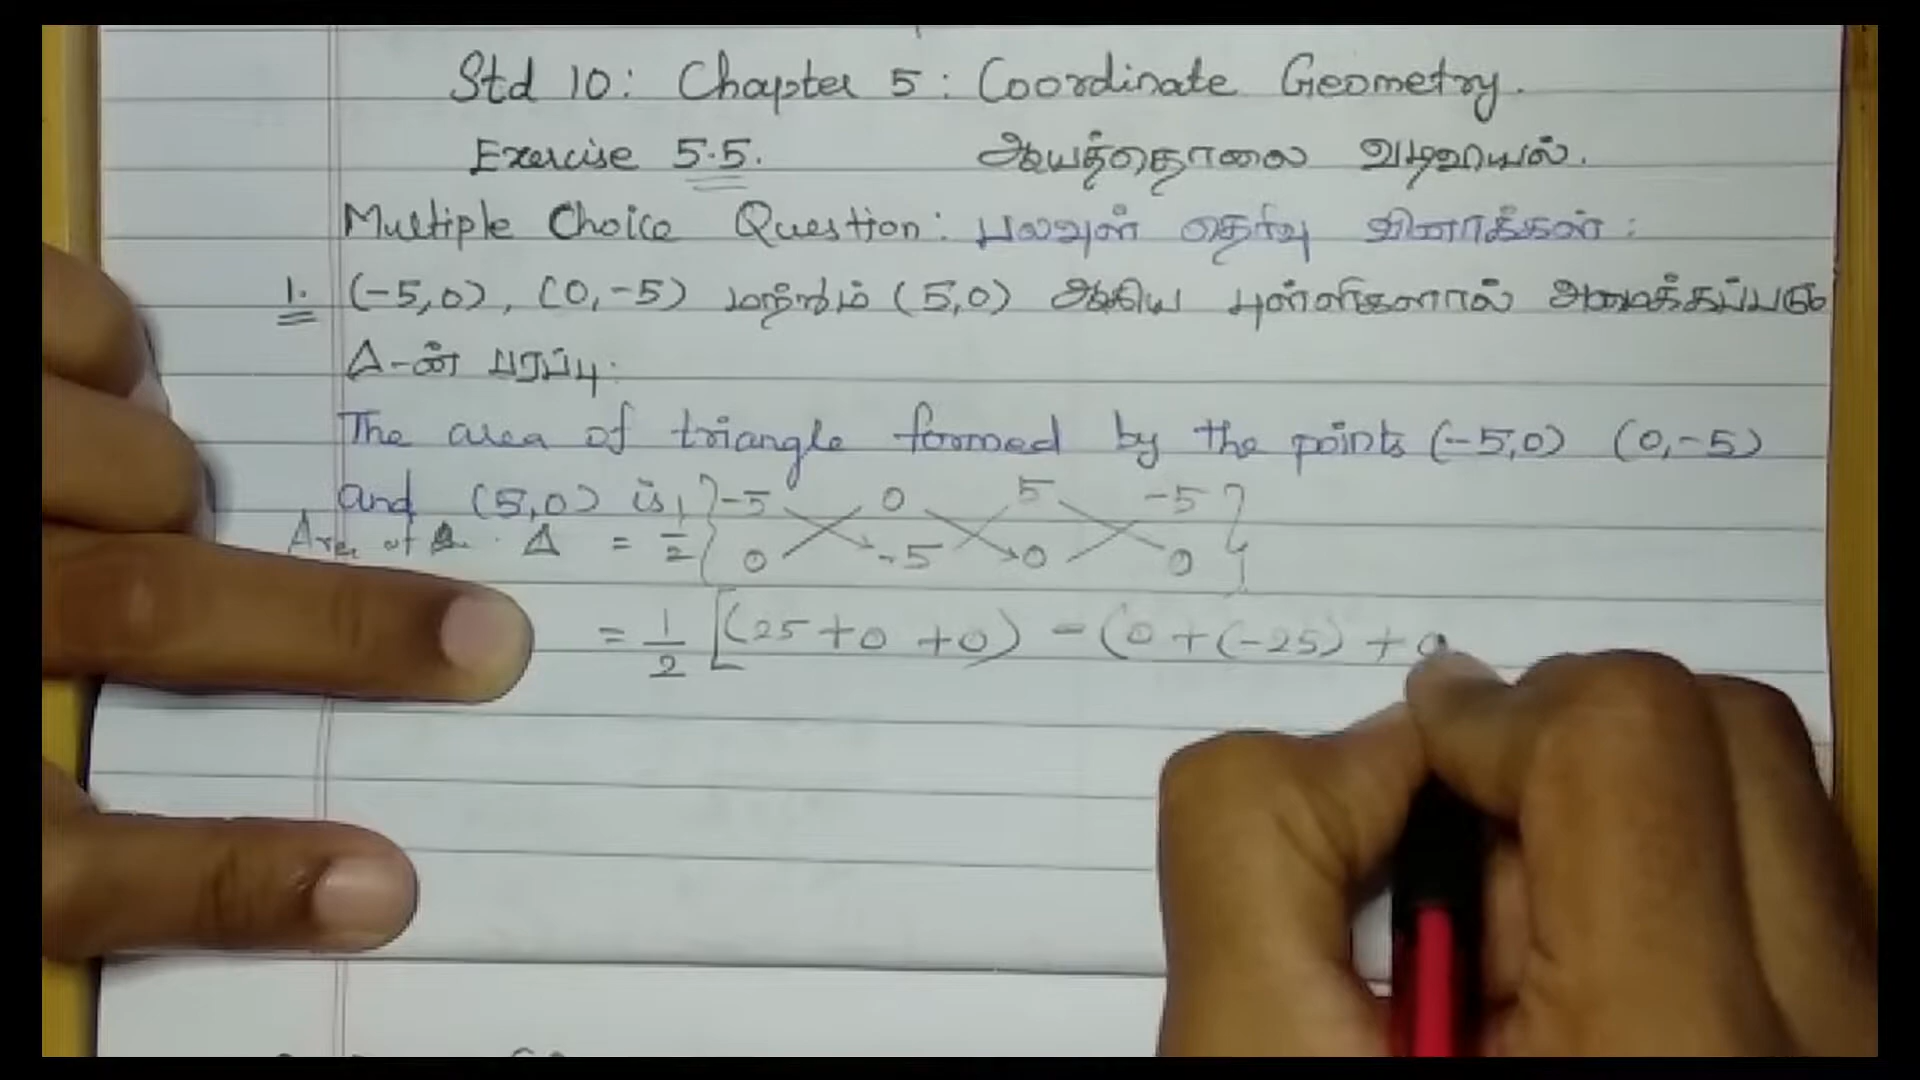 Std 10: Chapter 5: Coordinate Geometry.
Exercise 5.5. ஆயத்தொலை வடிவியல்.
Multiple Choice Question: பலவுள் தெரிவு வினாக்கள்:
1. (-5,0), (0,-5) மற்றும் (5,0) ஆகிய புள்ளிகளால் அமைக்கப்படும்
Δ-ன் பரப்பு.
The area of triangle formed by the points (-5,0) (0,-5)
and (5,0) is
Area of Δ = 1/2 { -5 0 5 -5 }
0 -5 0 0
= 1/2 [(25+0+0) - (0+(-25)+0